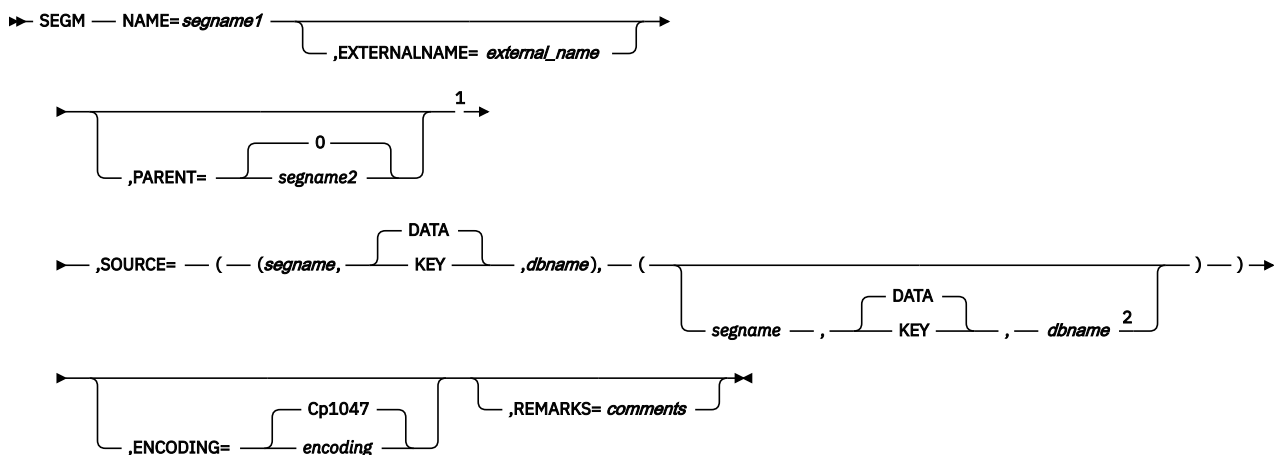 SEGM NAME= segname1
,EXTERNALNAME= external_name
1
0
,PARENT= segname2
DATA
,SOURCE= ( (segname, KEY ,dbname), ( ) )
DATA
segname , KEY , dbname 2
Cp1047
,REMARKS= comments
,ENCODING= encoding